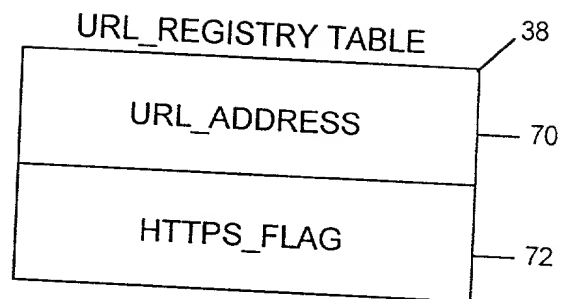 URL_REGISTRY TABLE
38
URL_ADDRESS
70
HTTPS_FLAG
72